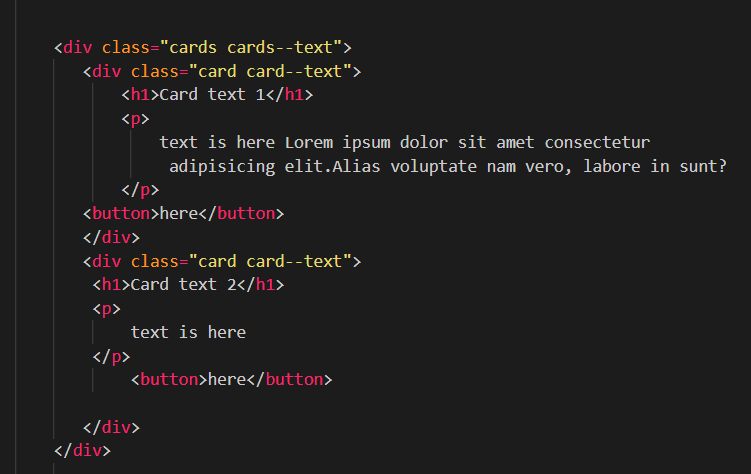 <div class="cards cards--text">
<div class="card card--text">
<h1>Card text 1</h1>
<p>
text is here Lorem ipsum dolor sit amet consectetur
adipisicing elit.Alias voluptate nam vero, labore in sunt?
</p>
<button>here</button>
</div>
<div class="card card--text">
<h1>Card text 2</h1>
<p>
text is here
</p>
<button>here</button>
</div>
</div>